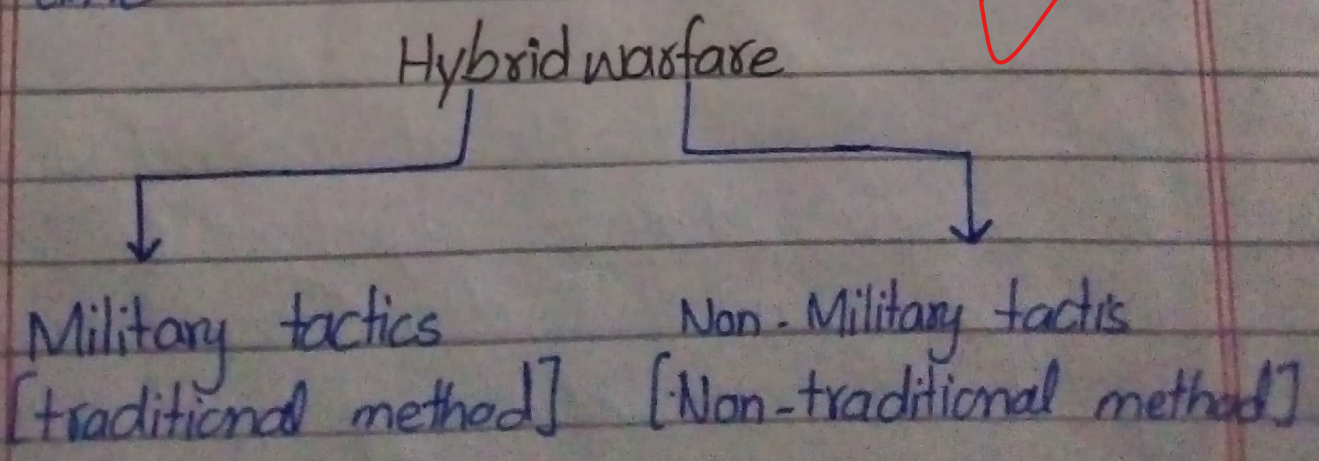 Hybrid warfare
Military tactics
[traditional method]
Non-Military tactis
[Non-traditional method]